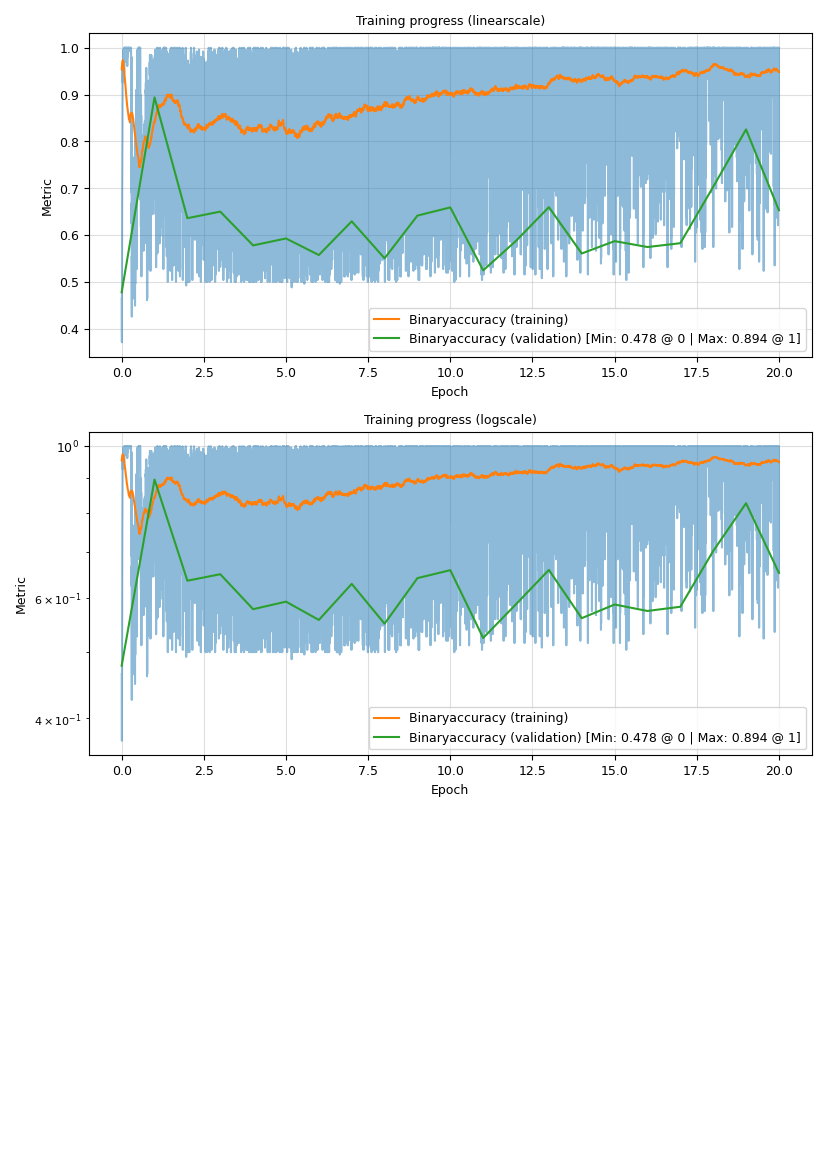 Training progress (linearscale)
1.0
0.9
0.8
0.7
0.6
0.5
0.4
Metric
Binaryaccuracy (training)
Binaryaccuracy (validation) [Min: 0.478 @ 0 | Max: 0.894 @ 1]
0.0 2.5 5.0 7.5 10.0 12.5 15.0 17.5 20.0
Epoch
Training progress (logscale)
10⁰
6 × 10⁻¹
4 × 10⁻¹
Metric
Binaryaccuracy (training)
Binaryaccuracy (validation) [Min: 0.478 @ 0 | Max: 0.894 @ 1]
0.0 2.5 5.0 7.5 10.0 12.5 15.0 17.5 20.0
Epoch